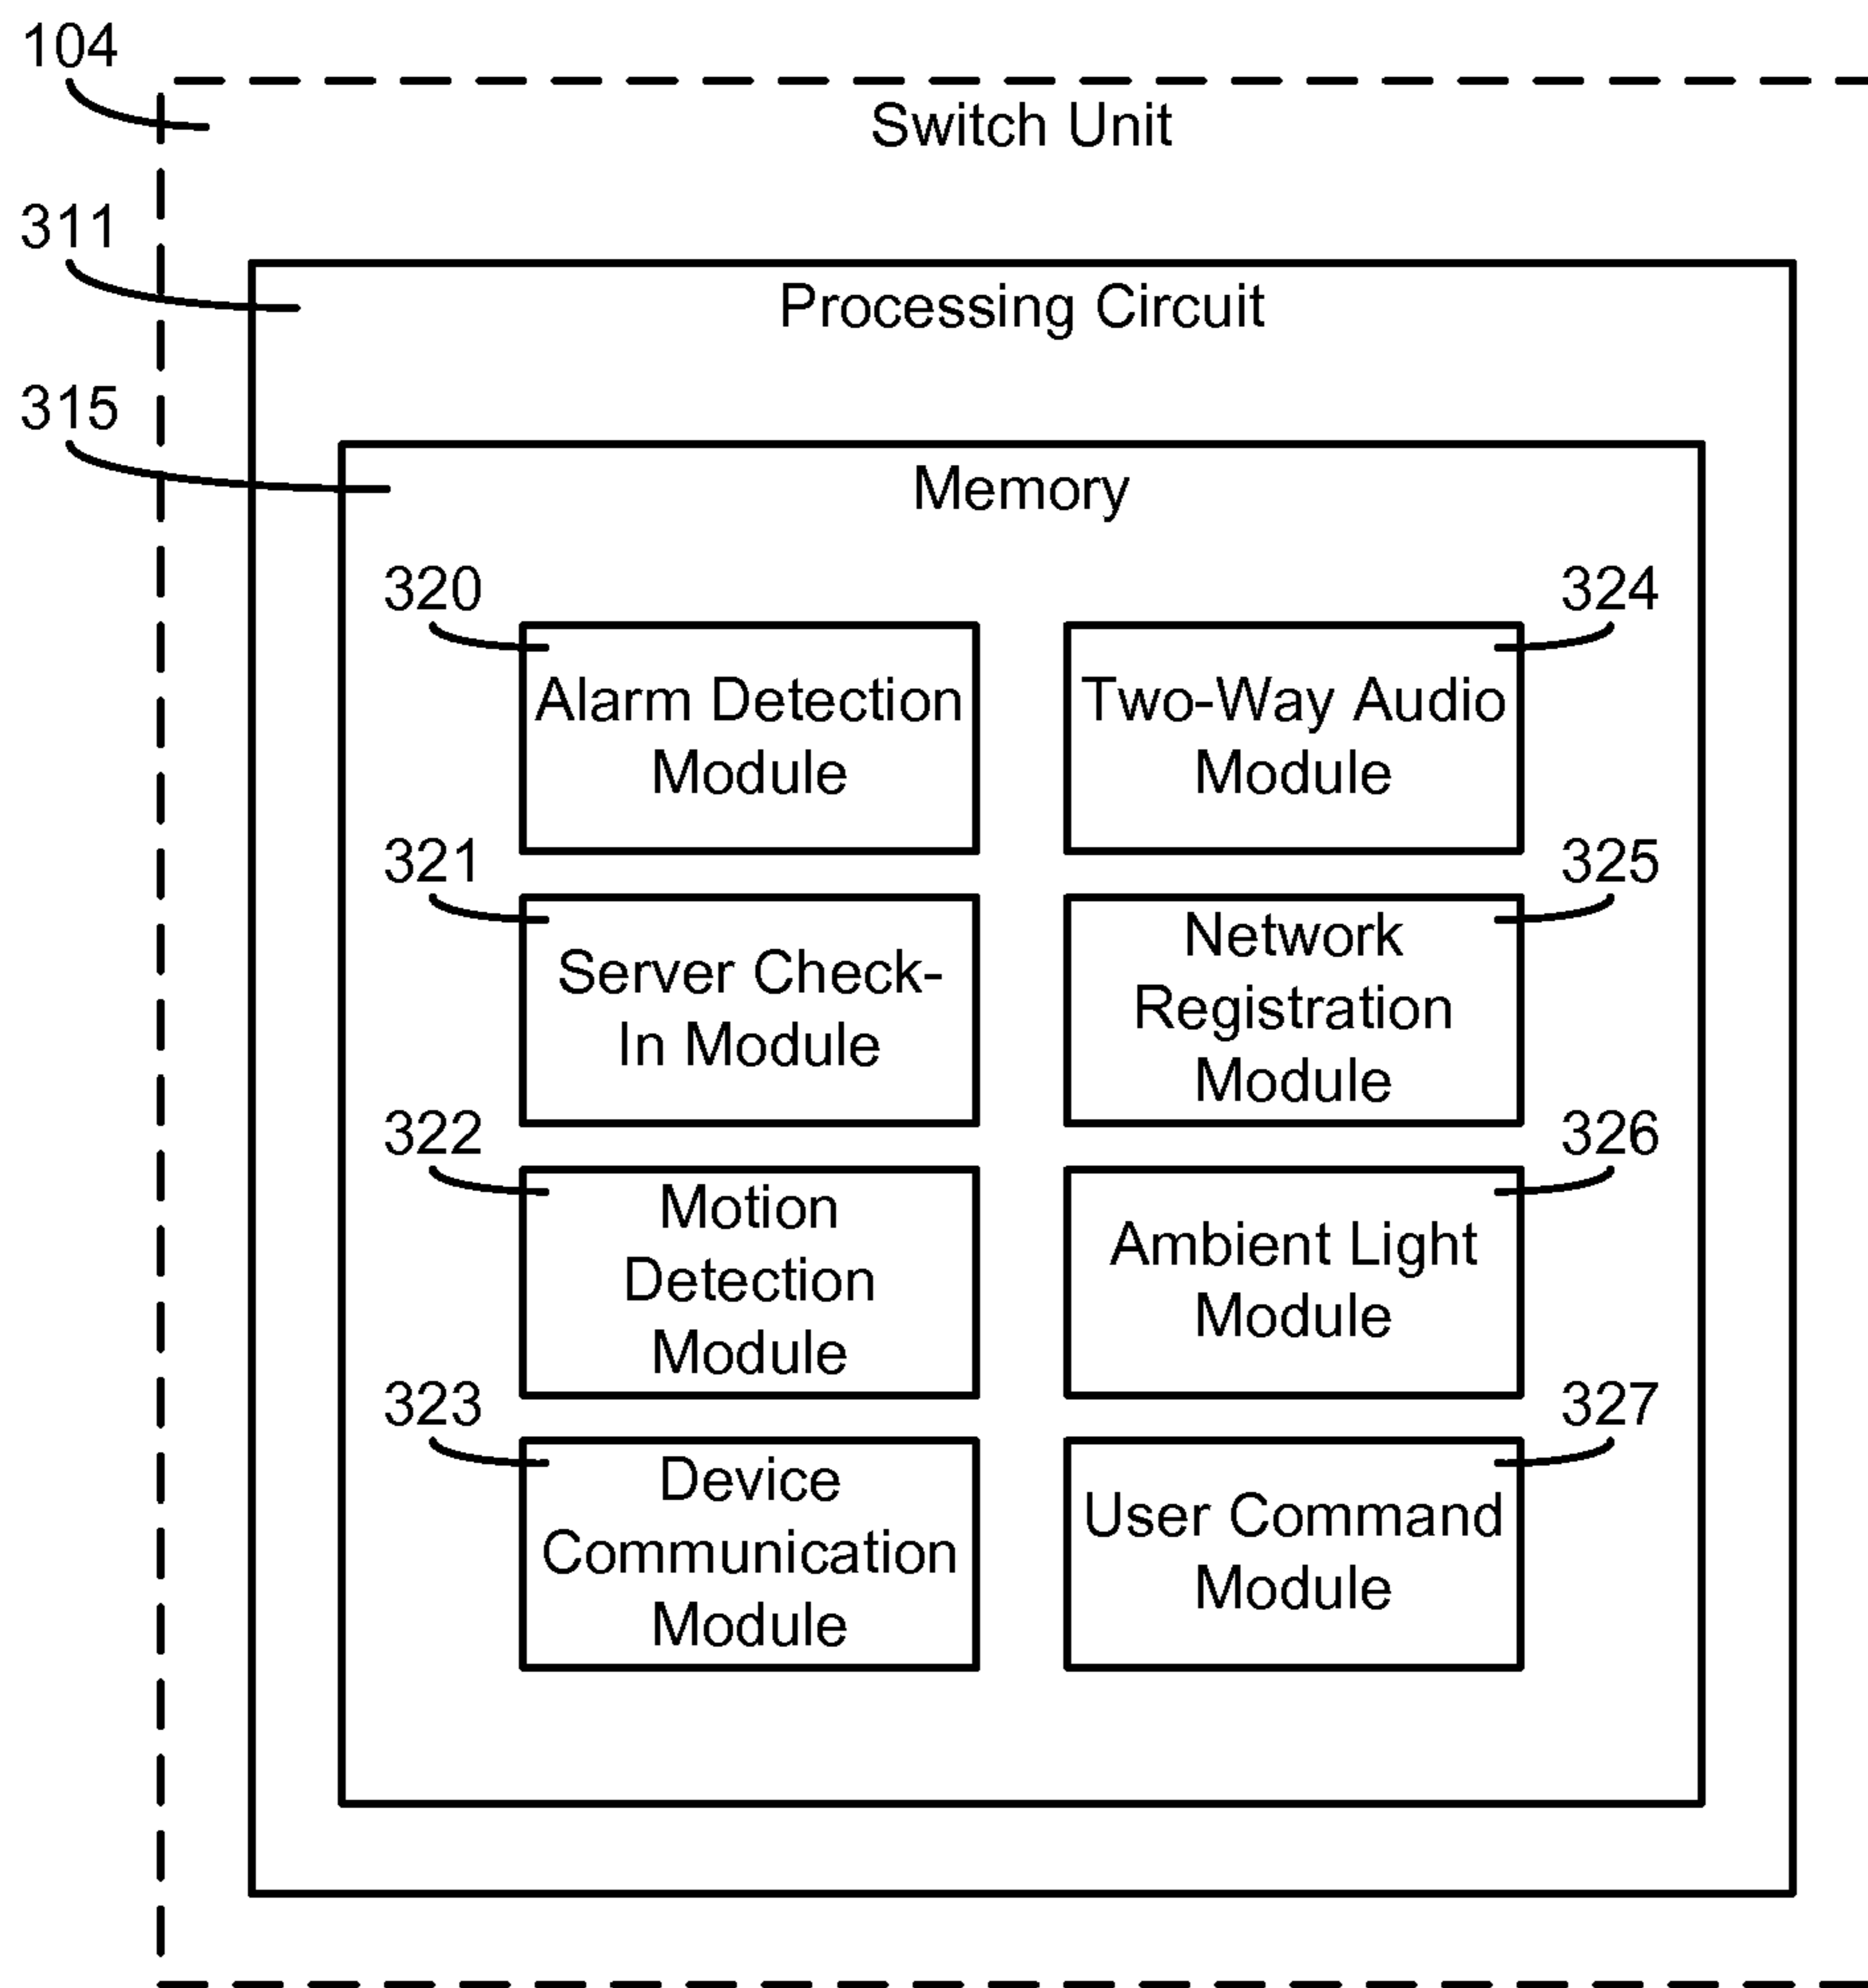 104
Switch Unit
311
Processing Circuit
315
Memory
320
Alarm Detection
Module
324
Two-Way Audio
Module
321
Server Check-
In Module
325
Network
Registration
Module
322
Motion
Detection
Module
326
Ambient Light
Module
323
Device
Communication
Module
327
User Command
Module